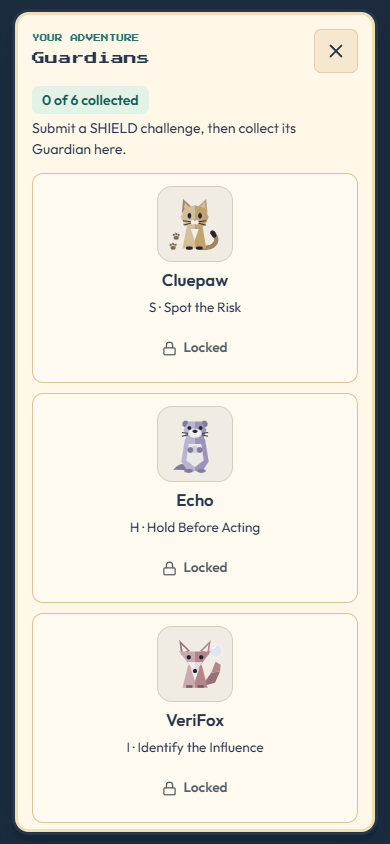 YOUR ADVENTURE
Guardians
0 of 6 collected
Submit a SHIELD challenge, then collect its
Guardian here.
Cluepaw
S · Spot the Risk
Locked
Echo
H · Hold Before Acting
Locked
VeriFox
I · Identify the Influence
Locked